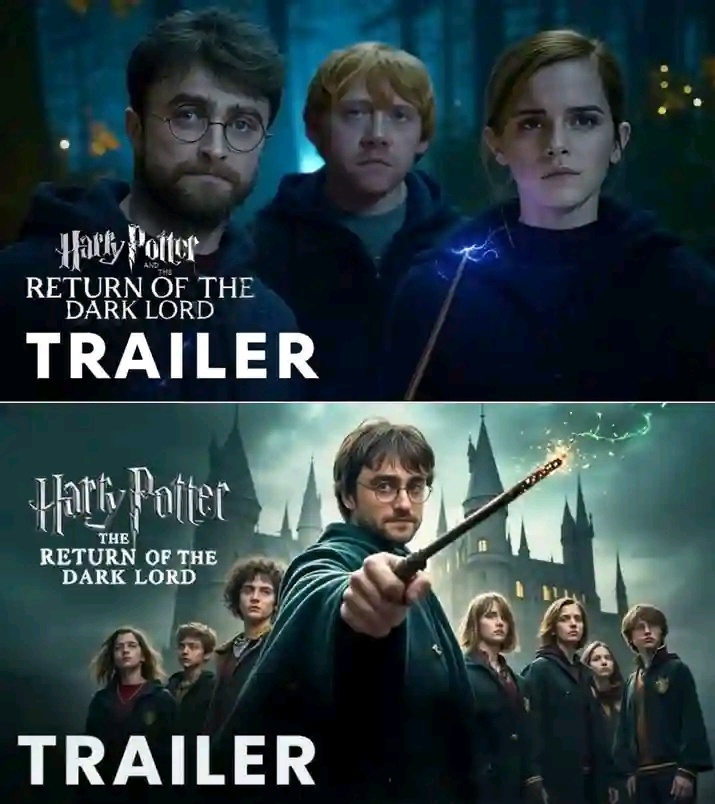 Harry Potter
AND
THE
RETURN OF THE
DARK LORD
TRAILER
Harry Potter
THE
RETURN OF THE
DARK LORD
TRAILER